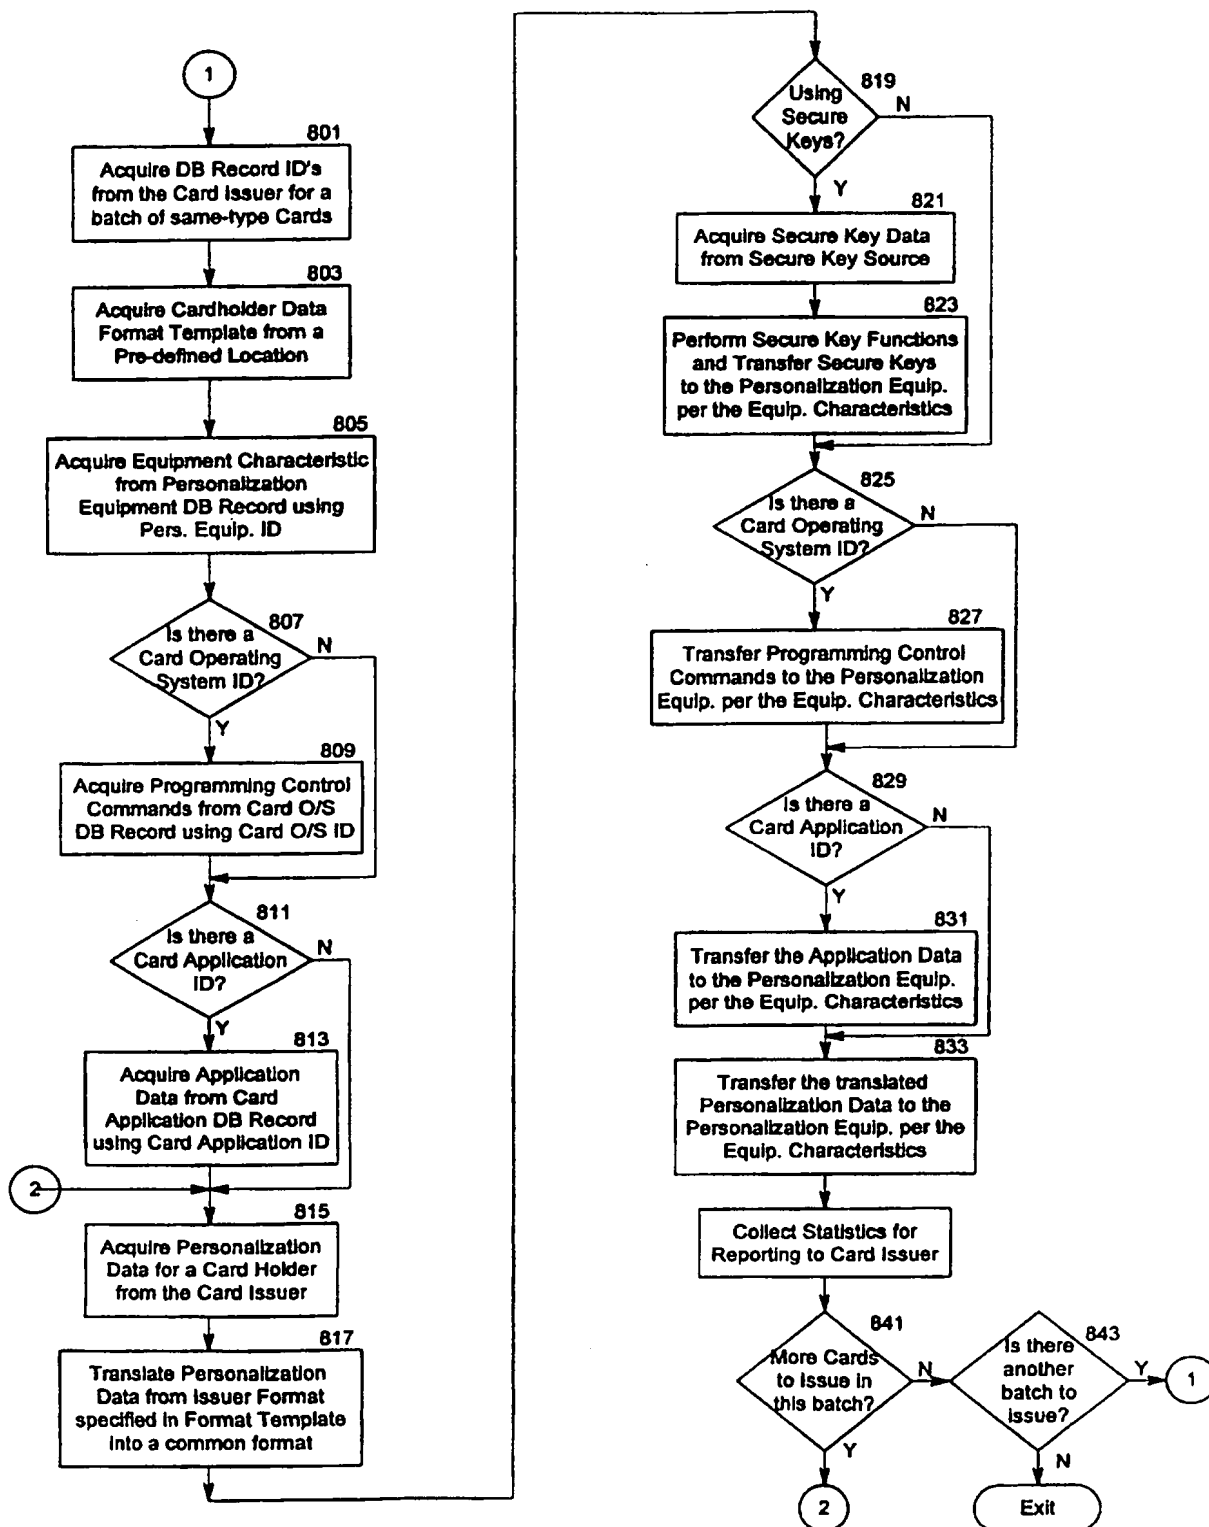 1
801
Acquire DB Record ID's
from the Card Issuer for a
batch of same-type Cards
803
Acquire Cardholder Data
Format Template from a
Pre-defined Location
805
Acquire Equipment Characteristic
from Personalization
Equipment DB Record using
Pers. Equip. ID
807
Is there a
Card Operating
System ID?
N
Y
809
Acquire Programming Control
Commands from Card O/S
DB Record using Card O/S ID
811
Is there a
Card Application
ID?
N
Y
813
Acquire Application
Data from Card
Application DB Record
using Card Application ID
2
815
Acquire Personalization
Data for a Card Holder
from the Card Issuer
817
Translate Personalization
Data from Issuer Format
specified in Format Template
into a common format
819
Using
Secure
Keys?
N
Y
821
Acquire Secure Key Data
from Secure Key Source
823
Perform Secure Key Functions
and Transfer Secure Keys
to the Personalization Equip.
per the Equip. Characteristics
825
Is there a
Card Operating
System ID?
N
Y
827
Transfer Programming Control
Commands to the Personalization
Equip. per the Equip. Characteristics
829
Is there a
Card Application
ID?
N
Y
831
Transfer the Application Data
to the Personalization Equip.
per the Equip. Characteristics
833
Transfer the translated
Personalization Data to the
Personalization Equip. per the
Equip. Characteristics
Collect Statistics for
Reporting to Card Issuer
841
More Cards
to Issue in
this batch?
N
Y
2
843
Is there
another
batch to
issue?
Y
1
N
Exit